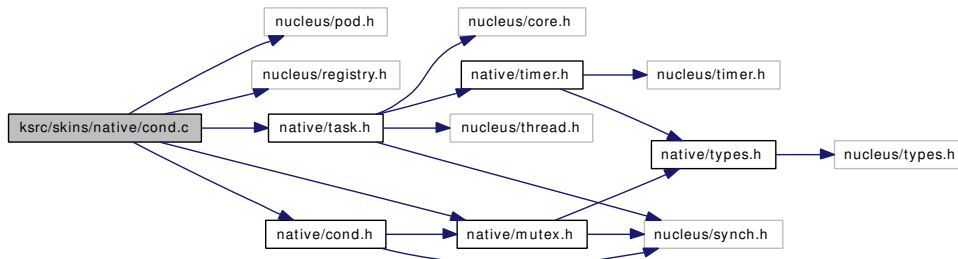 nucleus/pod.h
nucleus/core.h
nucleus/registry.h
native/timer.h
nucleus/timer.h
ksrc/skins/native/cond.c
native/task.h
nucleus/thread.h
native/types.h
nucleus/types.h
native/cond.h
native/mutex.h
nucleus/synch.h